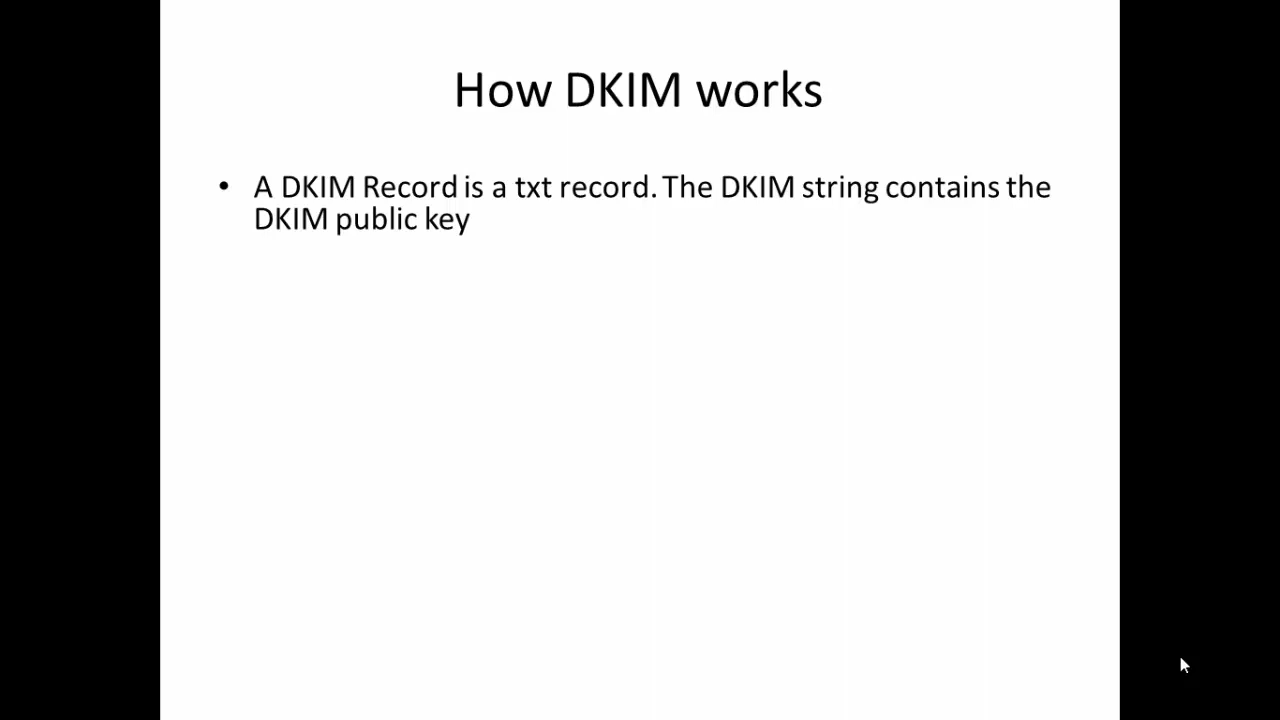 How DKIM works
• A DKIM Record is a txt record. The DKIM string contains the
DKIM public key